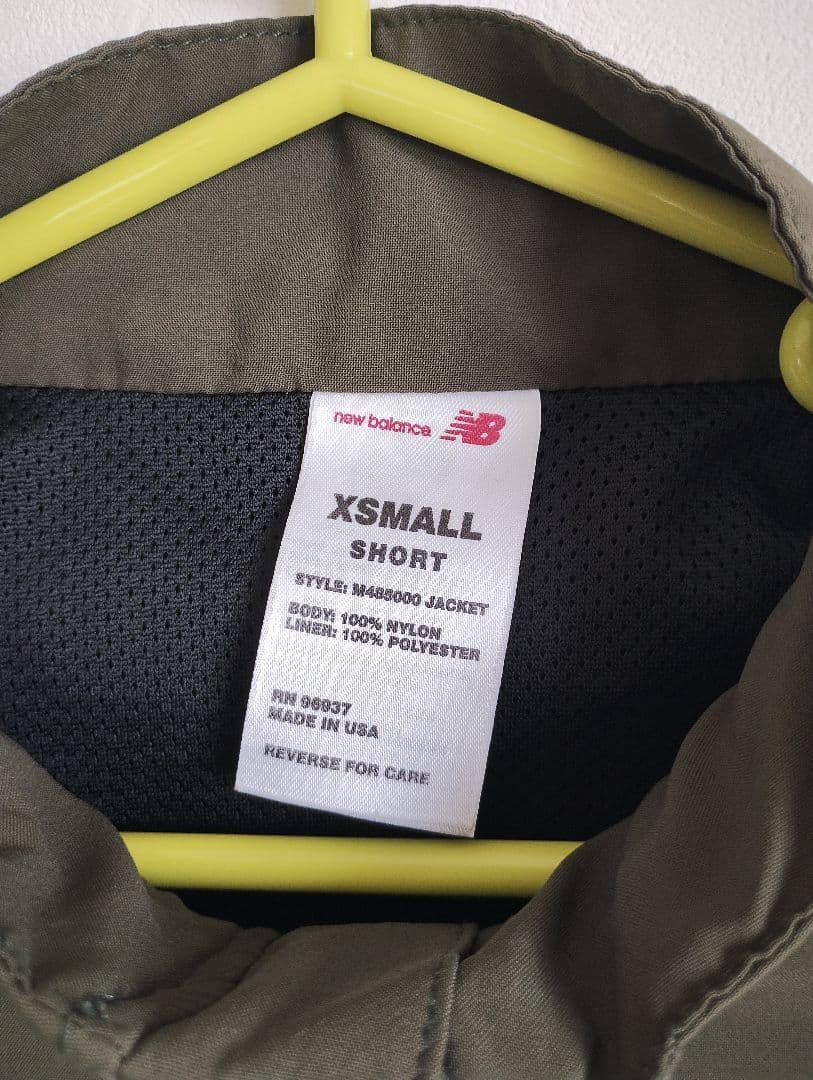 new balance NB
XSMALL
SHORT
STYLE: M485000 JACKET
BODY: 100% NYLON
LINER: 100% POLYESTER
RN 96937
MADE IN USA
REVERSE FOR CARE